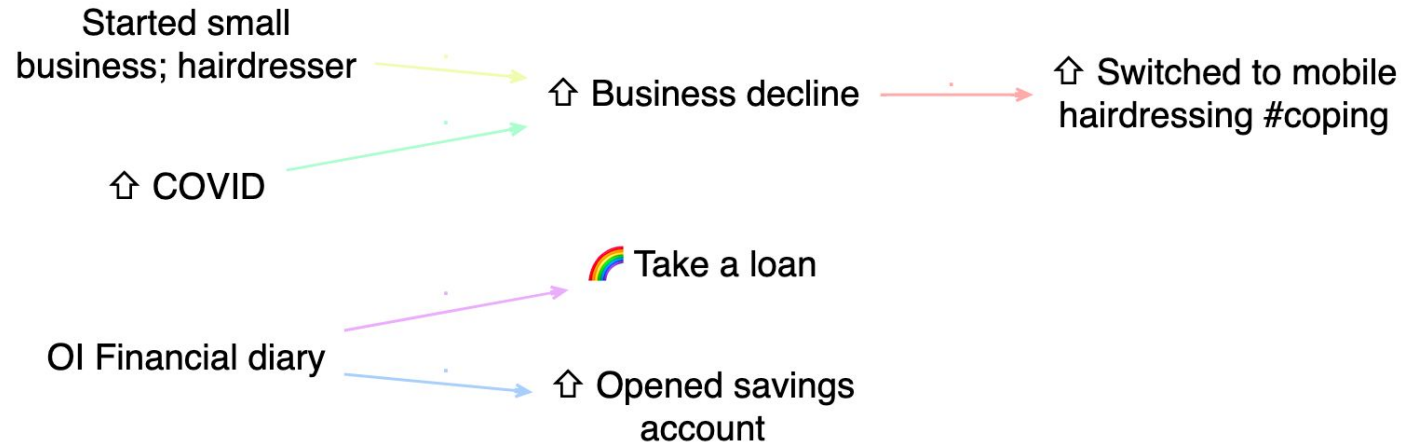 Started small
business; hairdresser
⇧ Business decline
⇧ Switched to mobile
hairdressing #coping
⇧ COVID
🌈 Take a loan
OI Financial diary
⇧ Opened savings
account